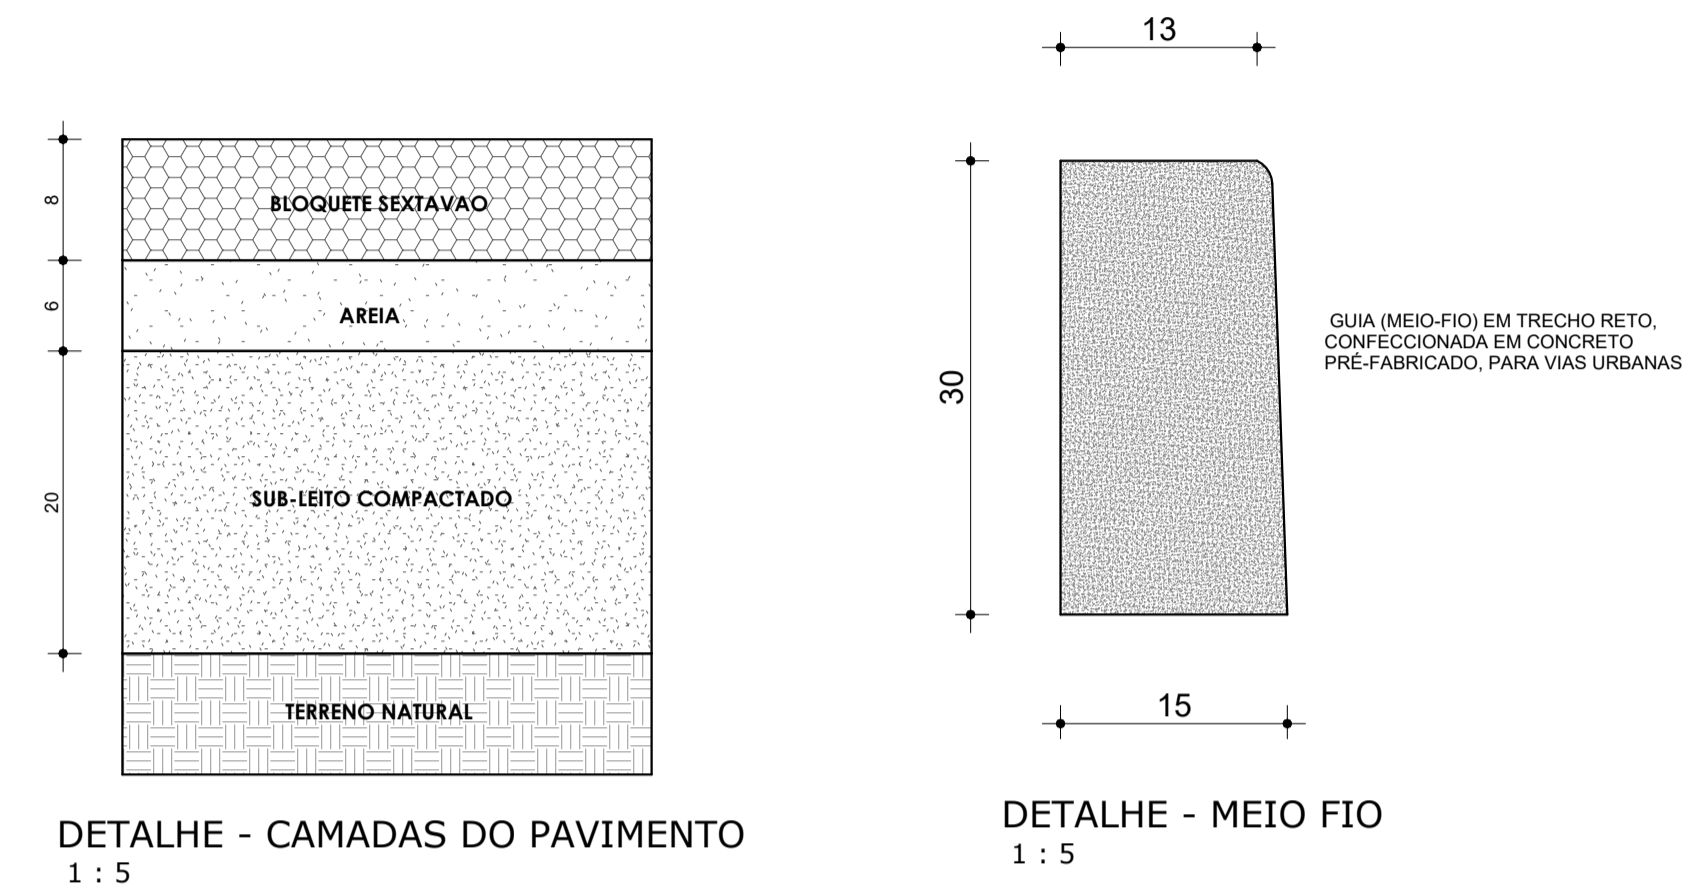 8
BLOQUETE SEXTAVAO
6
AREIA
20
SUB-LEITO COMPACTADO
TERRENO NATURAL
DETALHE - CAMADAS DO PAVIMENTO
1 : 5
13
30
GUIA (MEIO-FIO) EM TRECHO RETO,
CONFECCIONADA EM CONCRETO
PRÉ-FABRICADO, PARA VIAS URBANAS
15
DETALHE - MEIO FIO
1 : 5